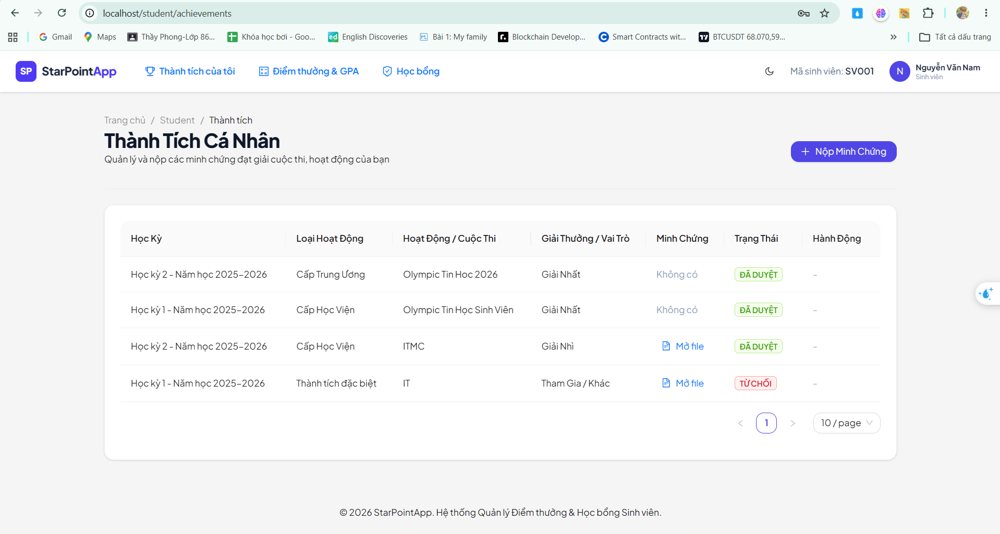 localhost/student/achievements
Gmail
Maps
Thầy Phong-Lớp 86...
Khóa học bơi - Goo...
ed English Discoveries
Bài 1: My family
Blockchain Develop...
Smart Contracts wit...
BTCUSDT 68.070,59...
Tất cả dấu trang
SP StarPointApp
Thành tích của tôi
Điểm thưởng & GPA
Học bổng
Mã sinh viên: SV001
N
Nguyễn Văn Nam
Sinh viên
Trang chủ / Student / Thành tích
Thành Tích Cá Nhân
Quản lý và nộp các minh chứng đạt giải cuộc thi, hoạt động của bạn
+ Nộp Minh Chứng
Học Kỳ Loại Hoạt Động Hoạt Động / Cuộc Thi Giải Thưởng / Vai Trò Minh Chứng Trạng Thái Hành Động
Học kỳ 2 - Năm học 2025-2026 Cấp Trung Ương Olympic Tin Hoc 2026 Giải Nhất Không có ĐÃ DUYỆT -
Học kỳ 1 - Năm học 2025-2026 Cấp Học Viện Olympic Tin Học Sinh Viên Giải Nhất Không có ĐÃ DUYỆT -
Học kỳ 2 - Năm học 2025-2026 Cấp Học Viện ITMC Giải Nhì Mở file ĐÃ DUYỆT -
Học kỳ 1 - Năm học 2025-2026 Thành tích đặc biệt IT Tham Gia / Khác Mở file TỪ CHỐI -
< 1 > 10 / page
© 2026 StarPointApp. Hệ thống Quản lý Điểm thưởng & Học bổng Sinh viên.